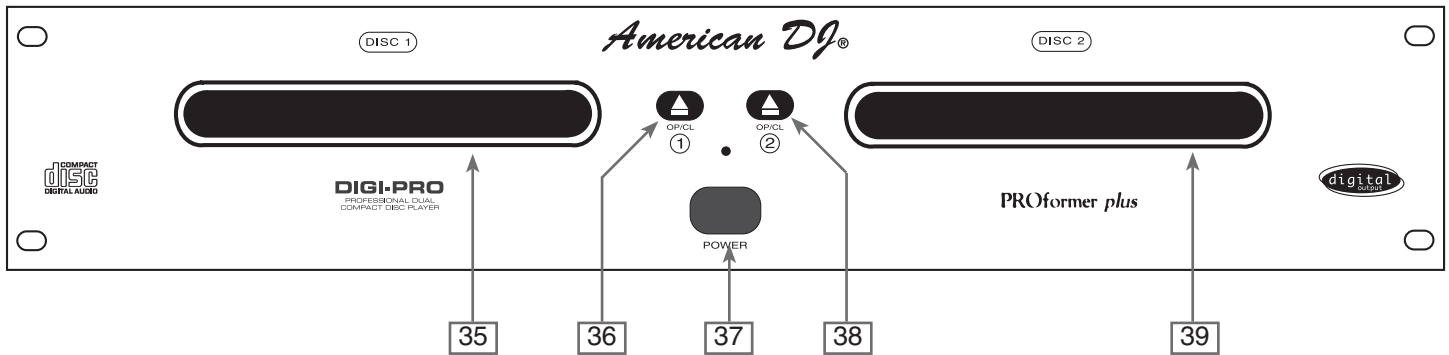 DISC 1
American DJ®
DISC 2
OP/CL
1
OP/CL
2
COMPACT
disc
DIGITAL AUDIO
DIGI-PRO
PROFESSIONAL DUAL
COMPACT DISC PLAYER
POWER
PROformer plus
digital
output
35
36
37
38
39